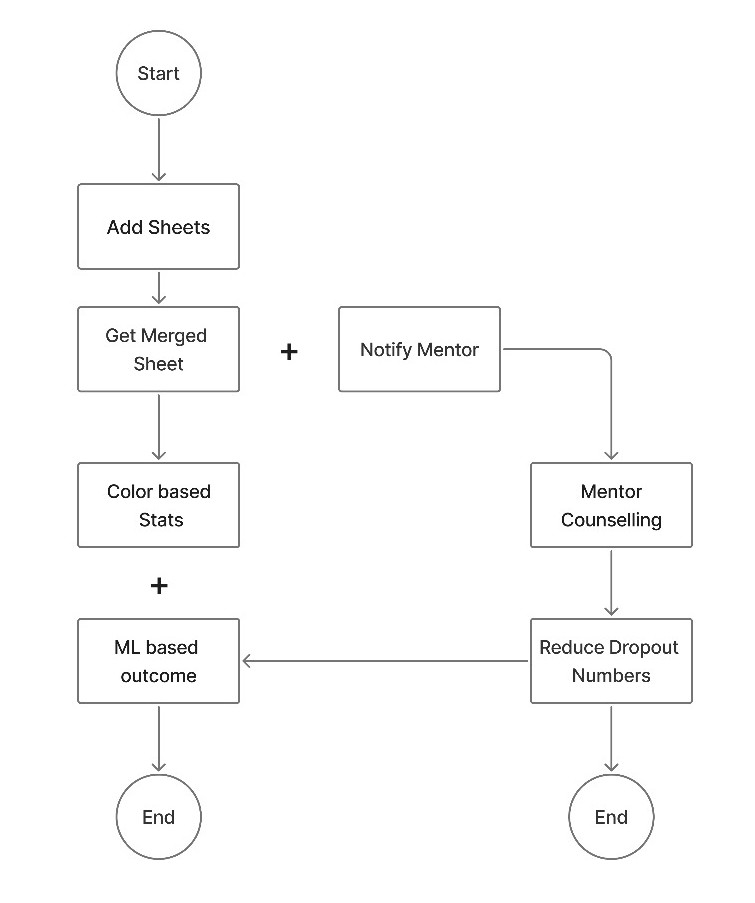 Start
Add Sheets
Get Merged
Sheet
+
Notify Mentor
Color based
Stats
Mentor
Counselling
+
ML based
outcome
Reduce Dropout
Numbers
End
End